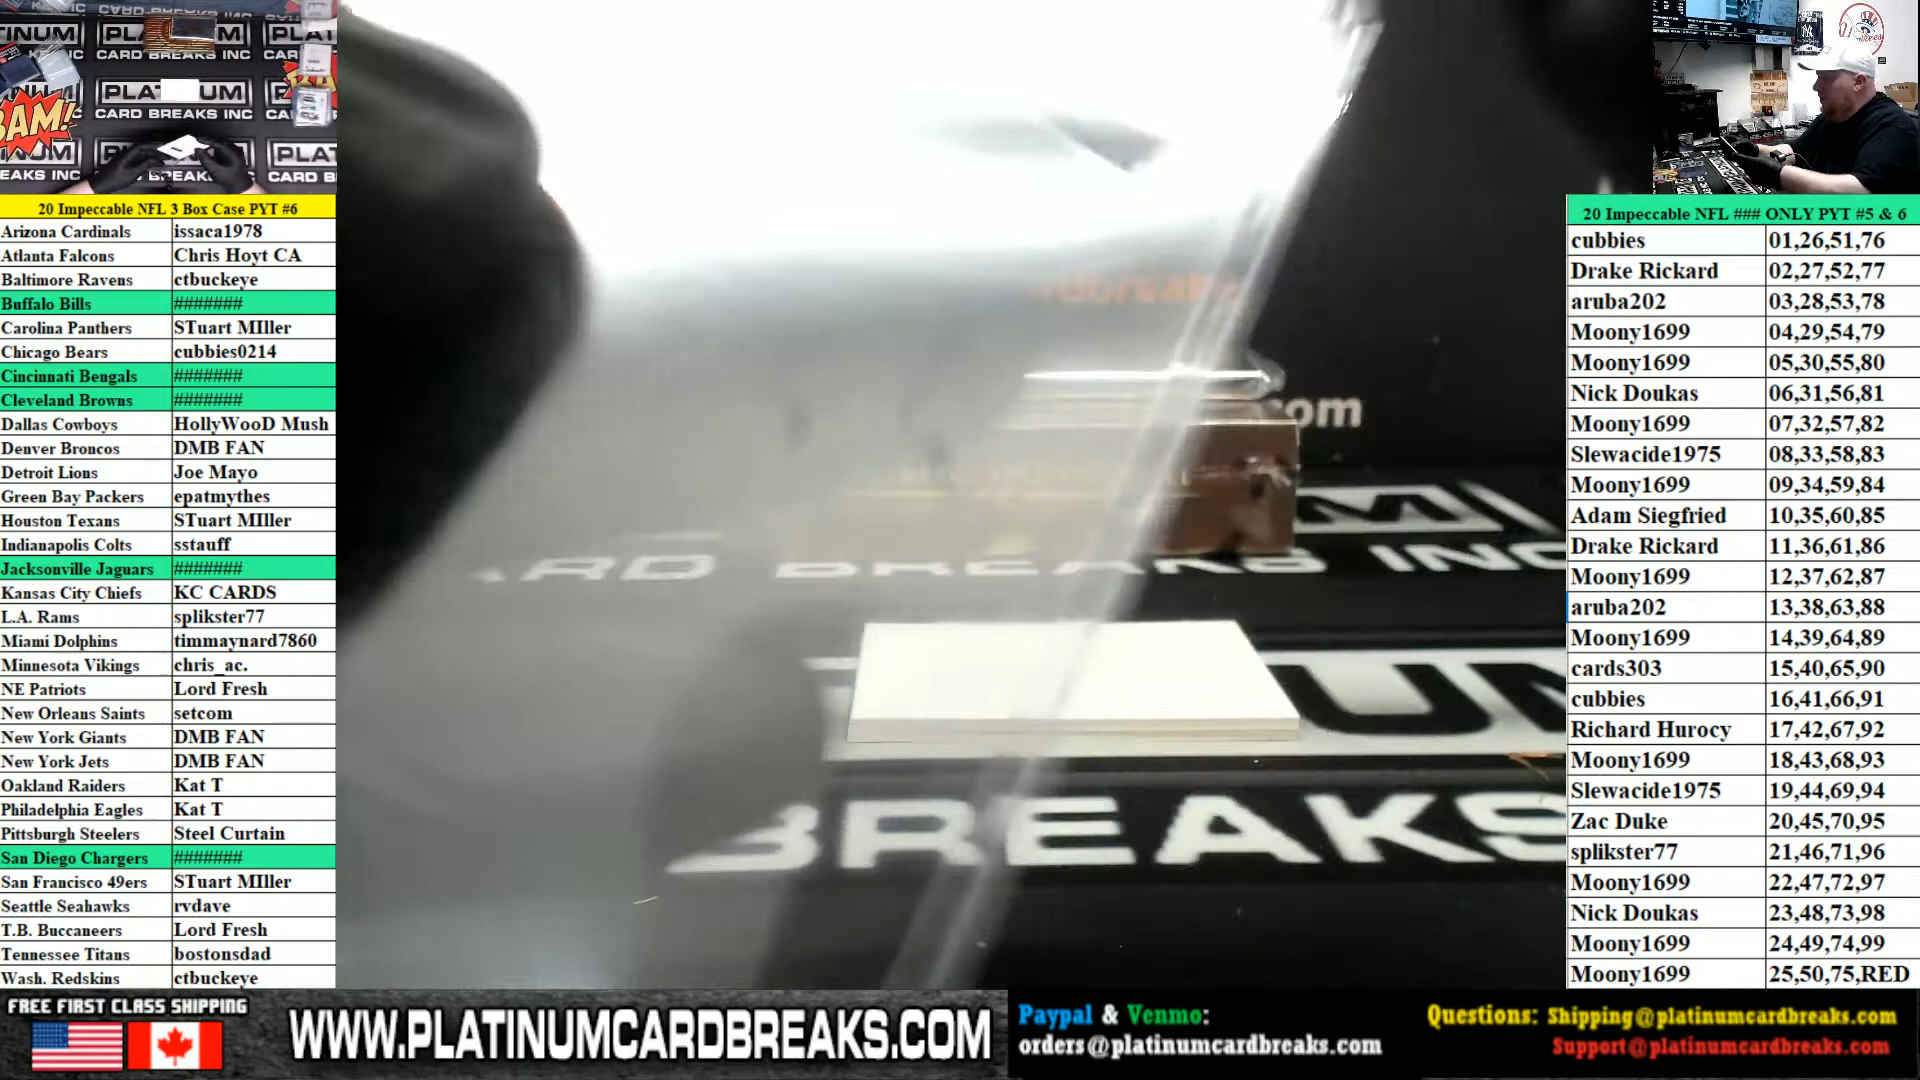 20 Impeccable NFL 3 Box Case PYT #6
Arizona Cardinals issaca1978
Atlanta Falcons Chris Hoyt CA
Baltimore Ravens ctbuckeye
Buffalo Bills #######
Carolina Panthers STuart MIller
Chicago Bears cubbies0214
Cincinnati Bengals #######
Cleveland Browns #######
Dallas Cowboys HollyWooD Mush
Denver Broncos DMB FAN
Detroit Lions Joe Mayo
Green Bay Packers epatmythes
Houston Texans STuart MIller
Indianapolis Colts sstauff
Jacksonville Jaguars #######
Kansas City Chiefs KC CARDS
L.A. Rams splikster77
Miami Dolphins timmaynard7860
Minnesota Vikings chris_ac.
NE Patriots Lord Fresh
New Orleans Saints setcom
New York Giants DMB FAN
New York Jets DMB FAN
Oakland Raiders Kat T
Philadelphia Eagles Kat T
Pittsburgh Steelers Steel Curtain
San Diego Chargers #######
San Francisco 49ers STuart MIller
Seattle Seahawks rvdave
T.B. Buccaneers Lord Fresh
Tennessee Titans bostonsdad
Wash. Redskins ctbuckeye
PLATINUM
CARD BREAKS INC
BAM!
.com
ARD BREAKS INC
UM
BREAKS
20 Impeccable NFL ### ONLY PYT #5 & 6
cubbies 01,26,51,76
Drake Rickard 02,27,52,77
aruba202 03,28,53,78
Moony1699 04,29,54,79
Moony1699 05,30,55,80
Nick Doukas 06,31,56,81
Moony1699 07,32,57,82
Slewacide1975 08,33,58,83
Moony1699 09,34,59,84
Adam Siegfried 10,35,60,85
Drake Rickard 11,36,61,86
Moony1699 12,37,62,87
aruba202 13,38,63,88
Moony1699 14,39,64,89
cards303 15,40,65,90
cubbies 16,41,66,91
Richard Hurocy 17,42,67,92
Moony1699 18,43,68,93
Slewacide1975 19,44,69,94
Zac Duke 20,45,70,95
splikster77 21,46,71,96
Moony1699 22,47,72,97
Nick Doukas 23,48,73,98
Moony1699 24,49,74,99
Moony1699 25,50,75,RED
FREE FIRST CLASS SHIPPING
WWW.PLATINUMCARDBREAKS.COM
Paypal & Venmo:
orders@platinumcardbreaks.com
Questions: Shipping@platinumcardbreaks.com
Support@platinumcardbreaks.com